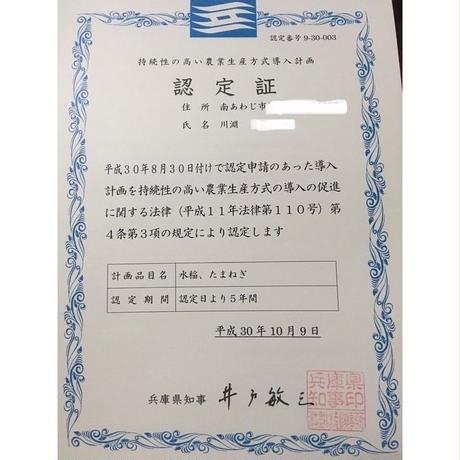 認定番号 9-30-003
持続性の高い農業生産方式導入計画
認定証
住所 南あわじ市
氏名 川淵
平成30年8月30日付けで認定申請のあった導入
計画を持続性の高い農業生産方式の導入の促進
に関する法律（平成11年法律第110号）第
4条第3項の規定により認定します
計画品目名 水稲、たまねぎ
認定期間 認定日より5年間
平成30年10月9日
兵庫県知事 井戸敏三
兵庫県
知事印